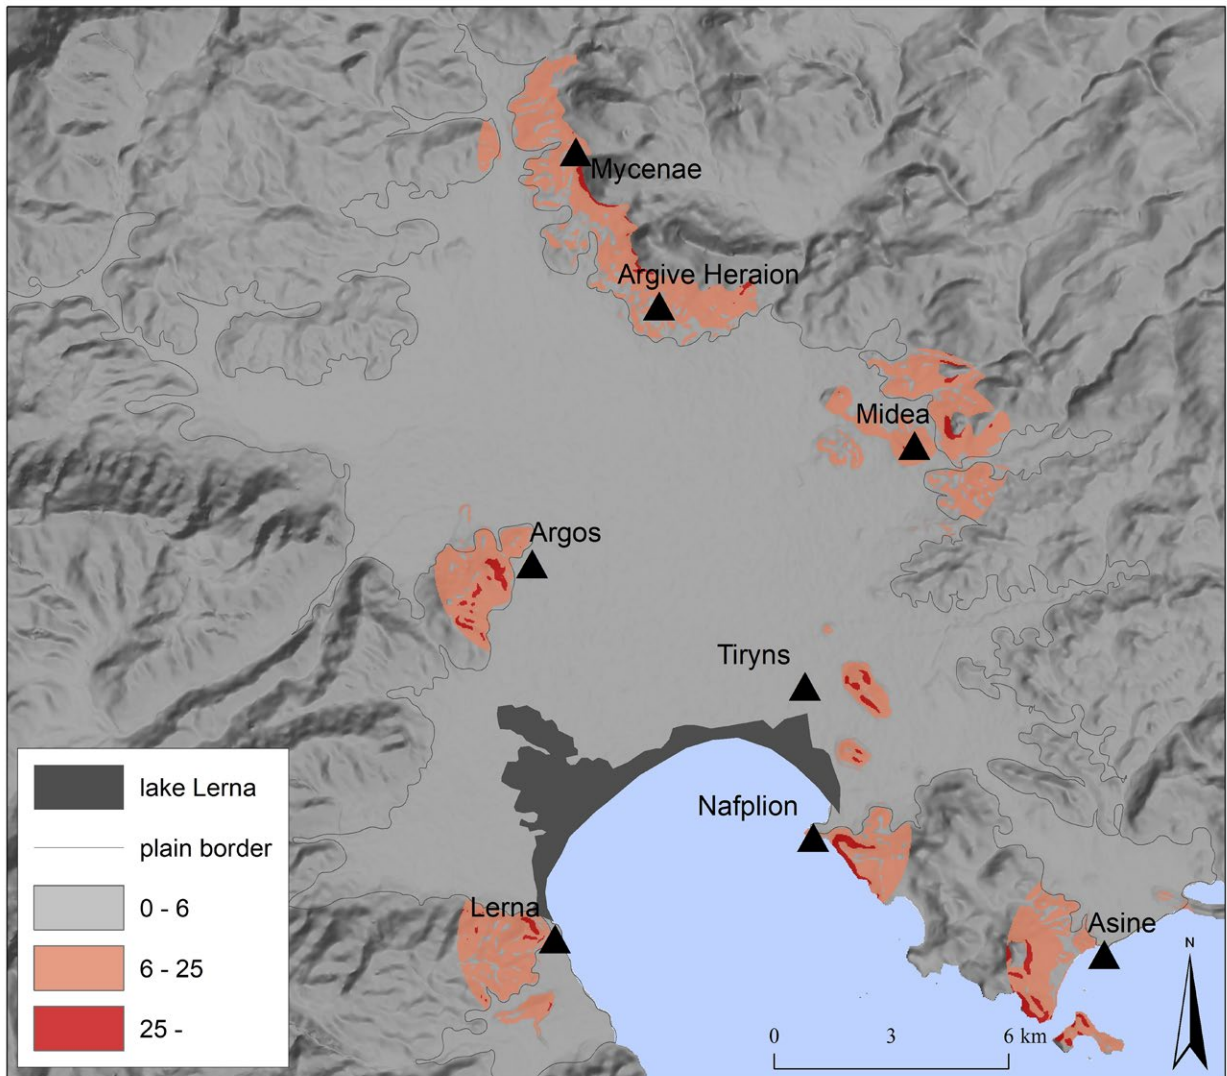 Mycenae
Argive Heraion
Midea
Argos
Tiryns
Nafplion
Lerna
Asine
lake Lerna
plain border
0 - 6
6 - 25
25 -
N
0 3 6 km